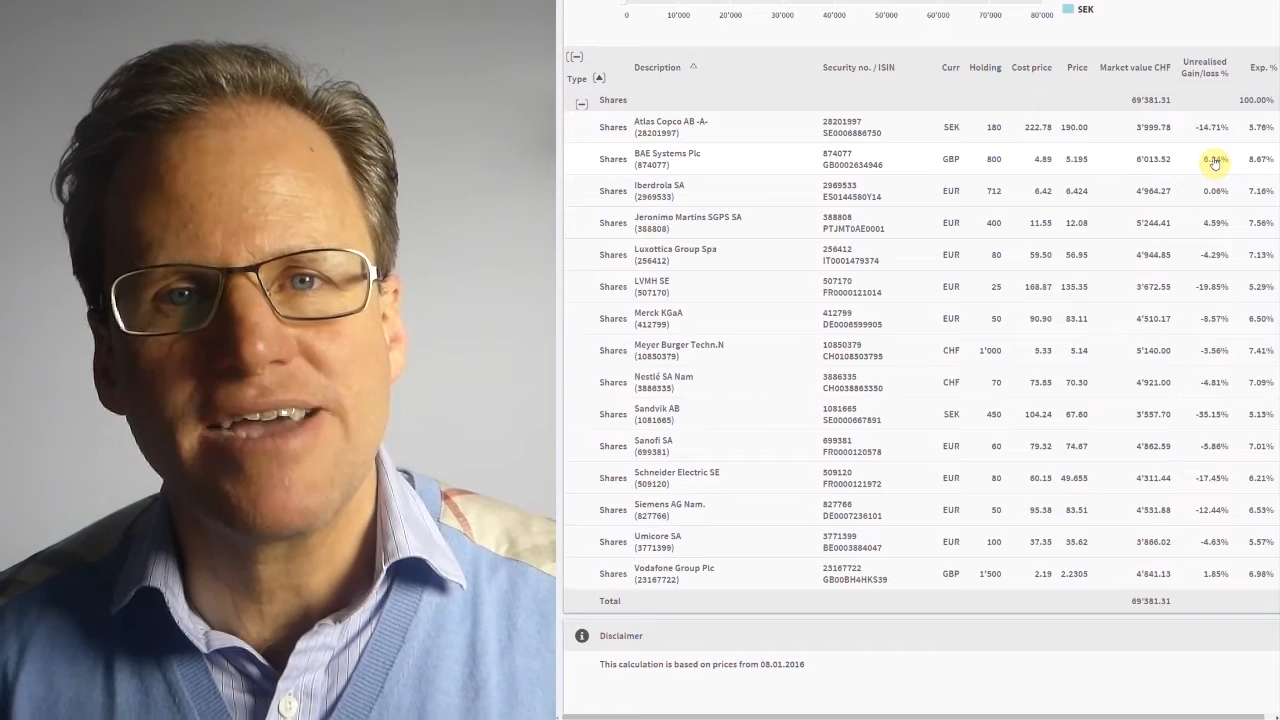 0 10'000 20'000 30'000 40'000 50'000 60'000 70'000 80'000 SEK
Type Description Security no. / ISIN Curr Holding Cost price Price Market value CHF Unrealised Gain/loss % Exp. %
Shares 69'381.31 100.00%
Shares Atlas Copco AB -A- (28201997) 28201997 SE0006886750 SEK 180 222.78 190.00 3'999.78 -14.71% 5.76%
Shares BAE Systems Plc (874077) 874077 GB0002634946 GBP 800 4.89 5.195 6'013.52 8.67%
Shares Iberdrola SA (2969533) 2969533 ES0144580Y14 EUR 712 6.42 6.424 4'964.27 0.06% 7.16%
Shares Jeronimo Martins SGPS SA (388808) 388808 PTJMT0AE0001 EUR 400 11.55 12.08 5'244.41 4.59% 7.56%
Shares Luxottica Group Spa (256412) 256412 IT0001479374 EUR 80 59.50 56.95 4'944.85 -4.29% 7.13%
Shares LVMH SE (507170) 507170 FR0000121014 EUR 25 168.87 135.35 3'672.55 -19.85% 5.29%
Shares Merck KGaA (412799) 412799 DE0006599905 EUR 50 90.90 83.11 4'510.17 -8.57% 6.50%
Shares Meyer Burger Techn.N (10850379) 10850379 CH0108503795 CHF 1'000 5.33 5.14 5'140.00 -3.56% 7.41%
Shares Nestlé SA Nam (3886335) 3886335 CH0038863350 CHF 70 73.85 70.30 4'921.00 -4.81% 7.09%
Shares Sandvik AB (1081665) 1081665 SE0000667891 SEK 450 104.24 67.60 3'557.70 -35.15% 5.13%
Shares Sanofi SA (699381) 699381 FR0000120578 EUR 60 79.32 74.67 4'862.59 -5.86% 7.01%
Shares Schneider Electric SE (509120) 509120 FR0000121972 EUR 80 60.15 49.655 4'311.44 -17.45% 6.21%
Shares Siemens AG Nam. (827766) 827766 DE0007236101 EUR 50 95.38 83.51 4'531.88 -12.44% 6.53%
Shares Umicore SA (3771399) 3771399 BE0003884047 EUR 100 37.35 35.62 3'866.02 -4.63% 5.57%
Shares Vodafone Group Plc (23167722) 23167722 GB00BH4HKS39 GBP 1'500 2.19 2.2305 4'841.13 1.85% 6.98%
Total 69'381.31
Disclaimer
This calculation is based on prices from 08.01.2016